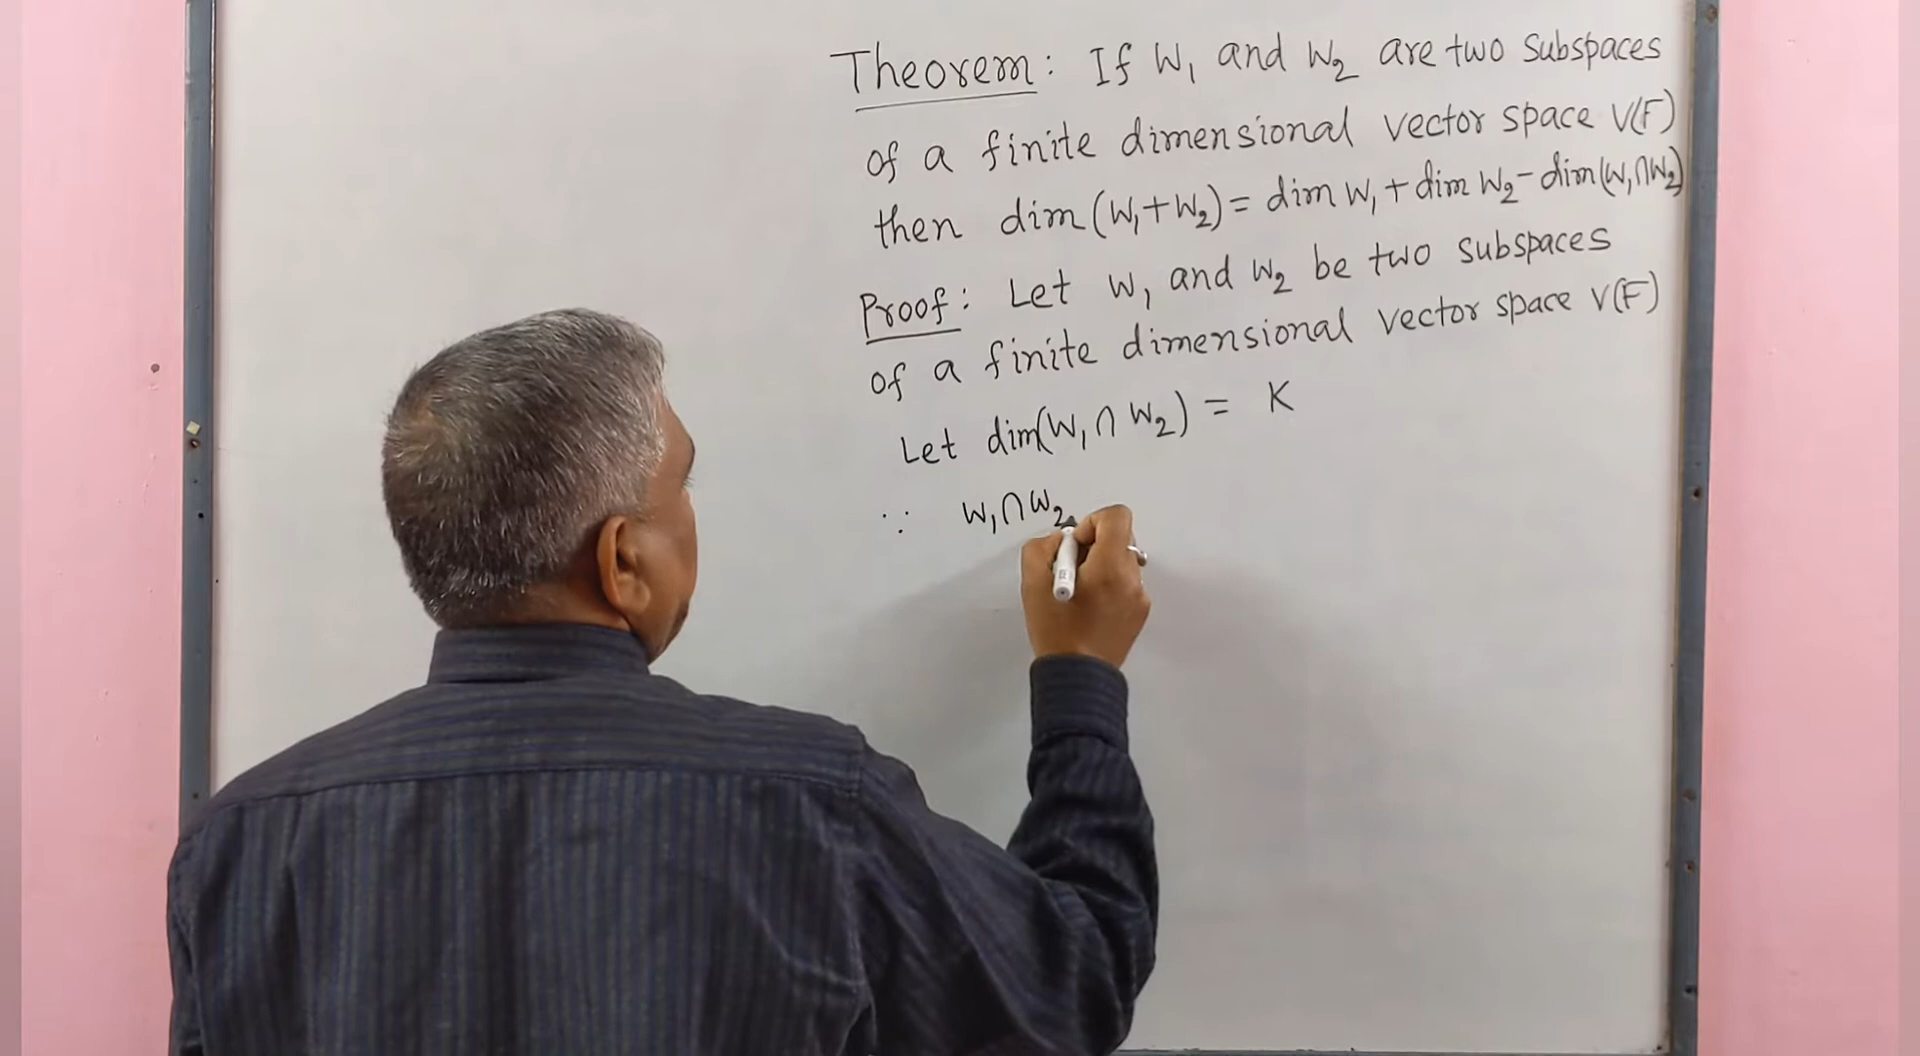 Theorem: If W₁ and W₂ are two subspaces
of a finite dimensional vector space V(F)
then dim(W₁+W₂) = dim W₁ + dim W₂ - dim(W₁∩W₂)
Proof: Let W₁ and W₂ be two subspaces
of a finite dimensional vector space V(F)
Let dim(W₁∩W₂) = K
∵ W₁∩W₂